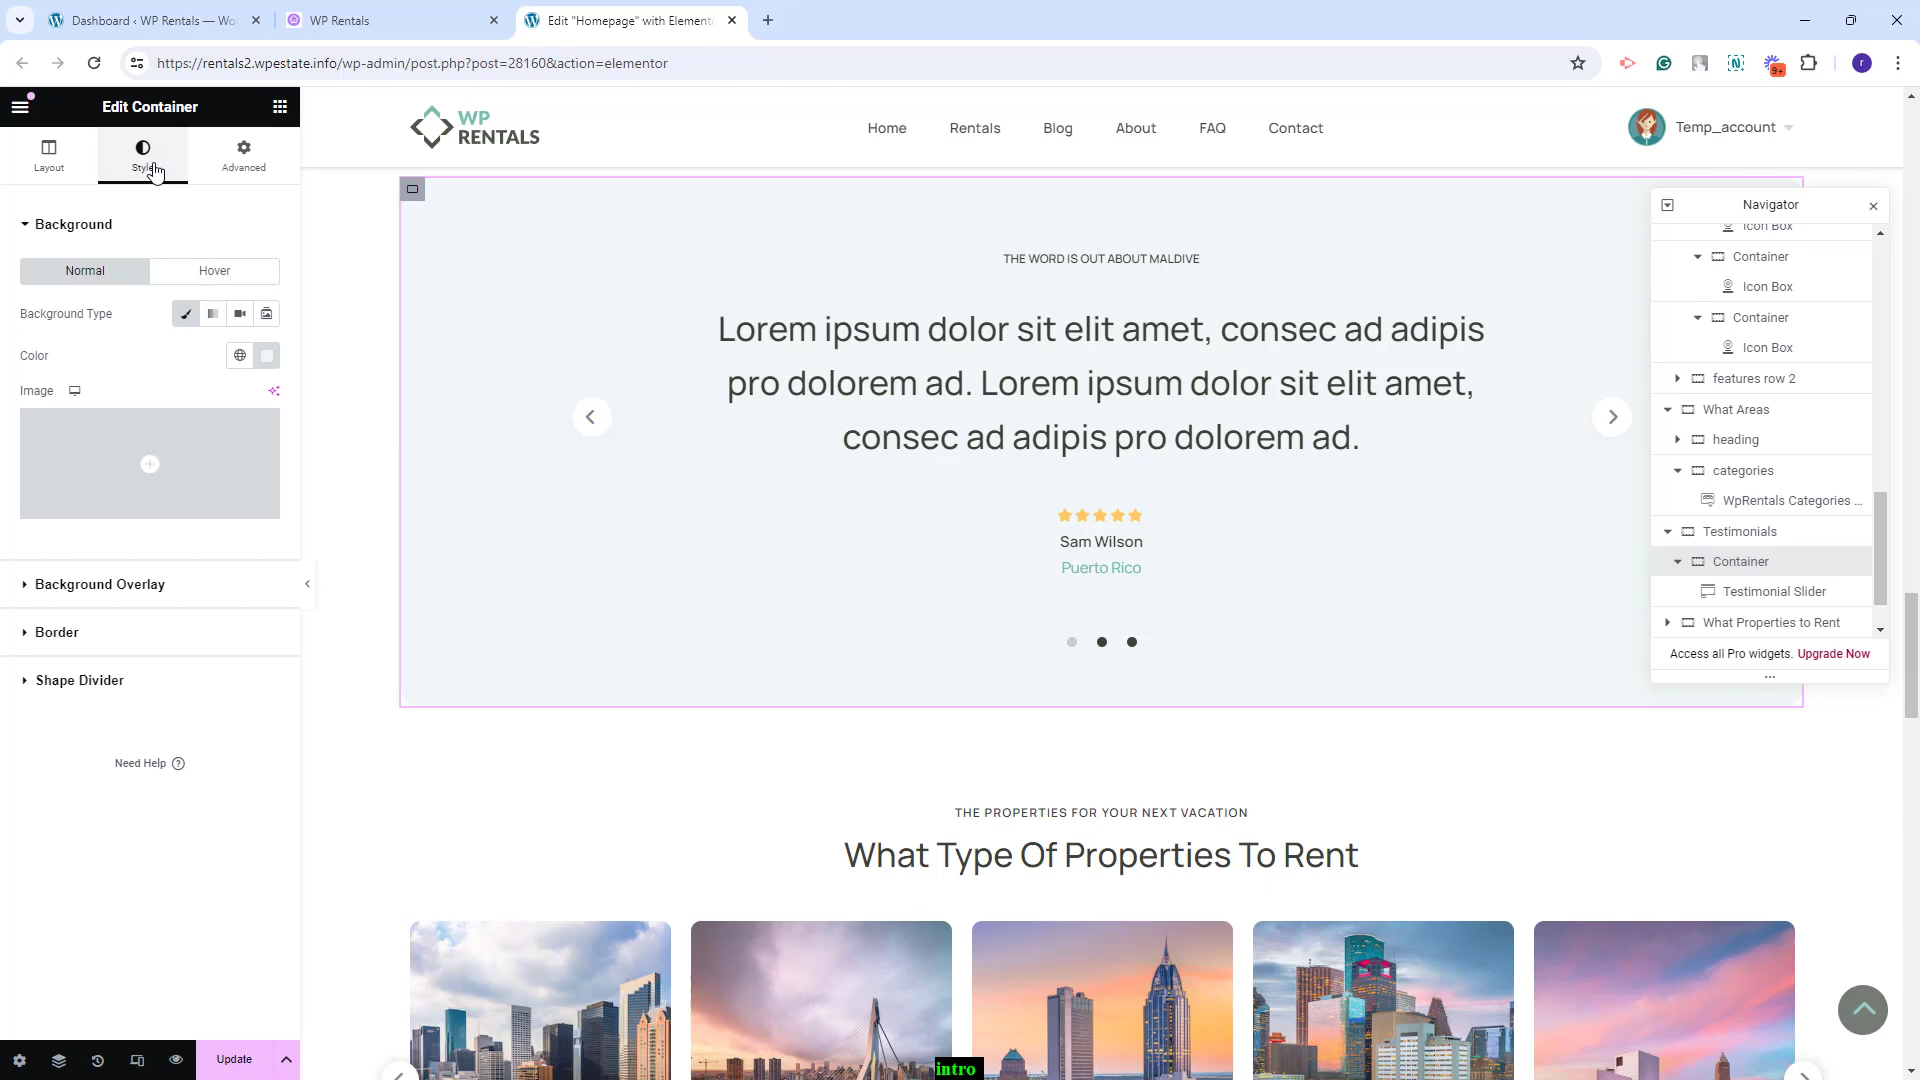 Dashboard ‹ WP Rentals — Wo
WP Rentals
Edit "Homepage" with Elemento
https://rentals2.wpestate.info/wp-admin/post.php?post=28160&action=elementor
9+
r
Edit Container
Layout
Style
Advanced
Background
Normal
Hover
Background Type
Color
Image
Background Overlay
Border
Shape Divider
Need Help
Update
WP
RENTALS
Home
Rentals
Blog
About
FAQ
Contact
Temp_account
THE WORD IS OUT ABOUT MALDIVE
Lorem ipsum dolor sit elit amet, consec ad adipis
pro dolorem ad. Lorem ipsum dolor sit elit amet,
consec ad adipis pro dolorem ad.
Sam Wilson
Puerto Rico
THE PROPERTIES FOR YOUR NEXT VACATION
What Type Of Properties To Rent
intro
Navigator
Icon Box
Container
Icon Box
Container
Icon Box
features row 2
What Areas
heading
categories
WpRentals Categories ...
Testimonials
Container
Testimonial Slider
What Properties to Rent
Access all Pro widgets. Upgrade Now